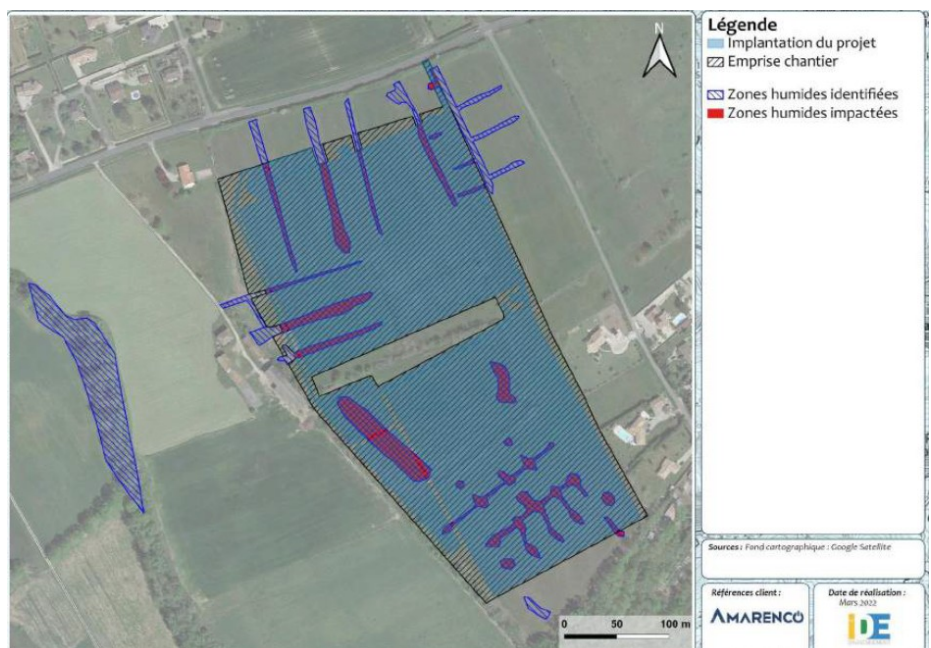 N
Légende
Implantation du projet
Emprise chantier
Zones humides identifiées
Zones humides impactées
0 50 100 m
Sources : Fond cartographique : Google Satellite
Références client :
AMARENCO
Date de réalisation :
Mars 2022
IDE